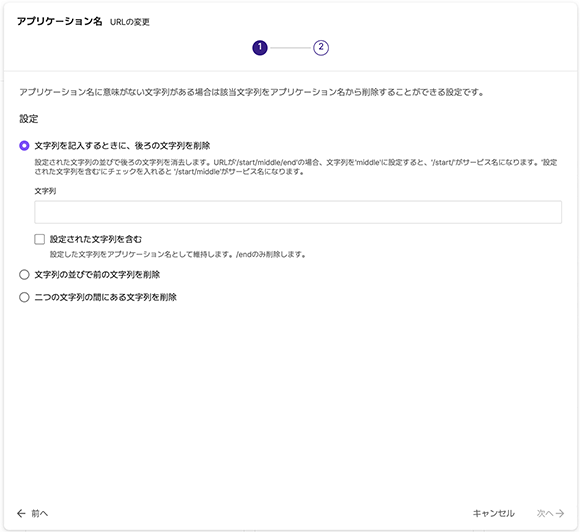 アプリケーション名 URLの変更
1 2
アプリケーション名に意味がない文字列がある場合は該当文字列をアプリケーション名から削除することができる設定です。
設定
文字列を記入するときに、後ろの文字列を削除
設定された文字列の並びで後ろの文字列を消去します。URLが'/start/middle/end'の場合、文字列を'middle'に設定すると、'/start/'がサービス名になります。'設定
された文字列を含む'にチェックを入れると '/start/middle'がサービス名になります。
文字列
設定された文字列を含む
設定した文字列をアプリケーション名として維持します。/endのみ削除します。
文字列の並びで前の文字列を削除
二つの文字列の間にある文字列を削除
← 前へ キャンセル 次へ →